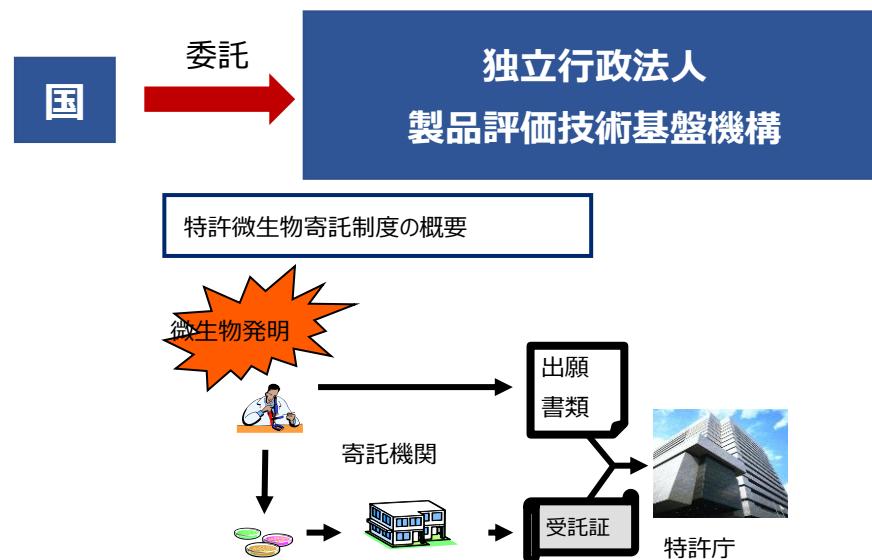 国
委託
独立行政法人
製品評価技術基盤機構
特許微生物寄託制度の概要
微生物発明
出願
書類
寄託機関
受託証
特許庁